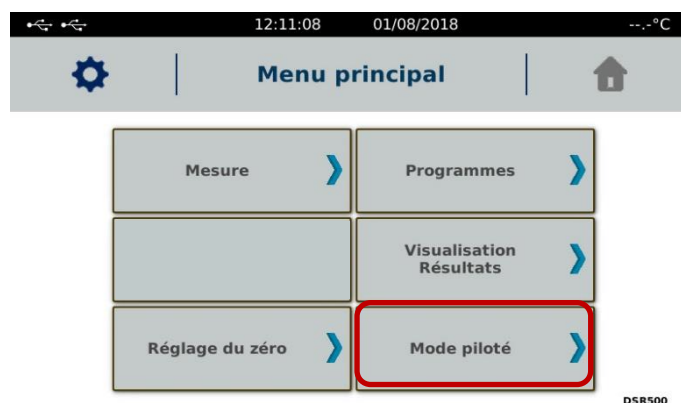 12:11:08 01/08/2018 --.-°C
Menu principal
Mesure
Programmes
Visualisation
Résultats
Réglage du zéro
Mode piloté
DSR500